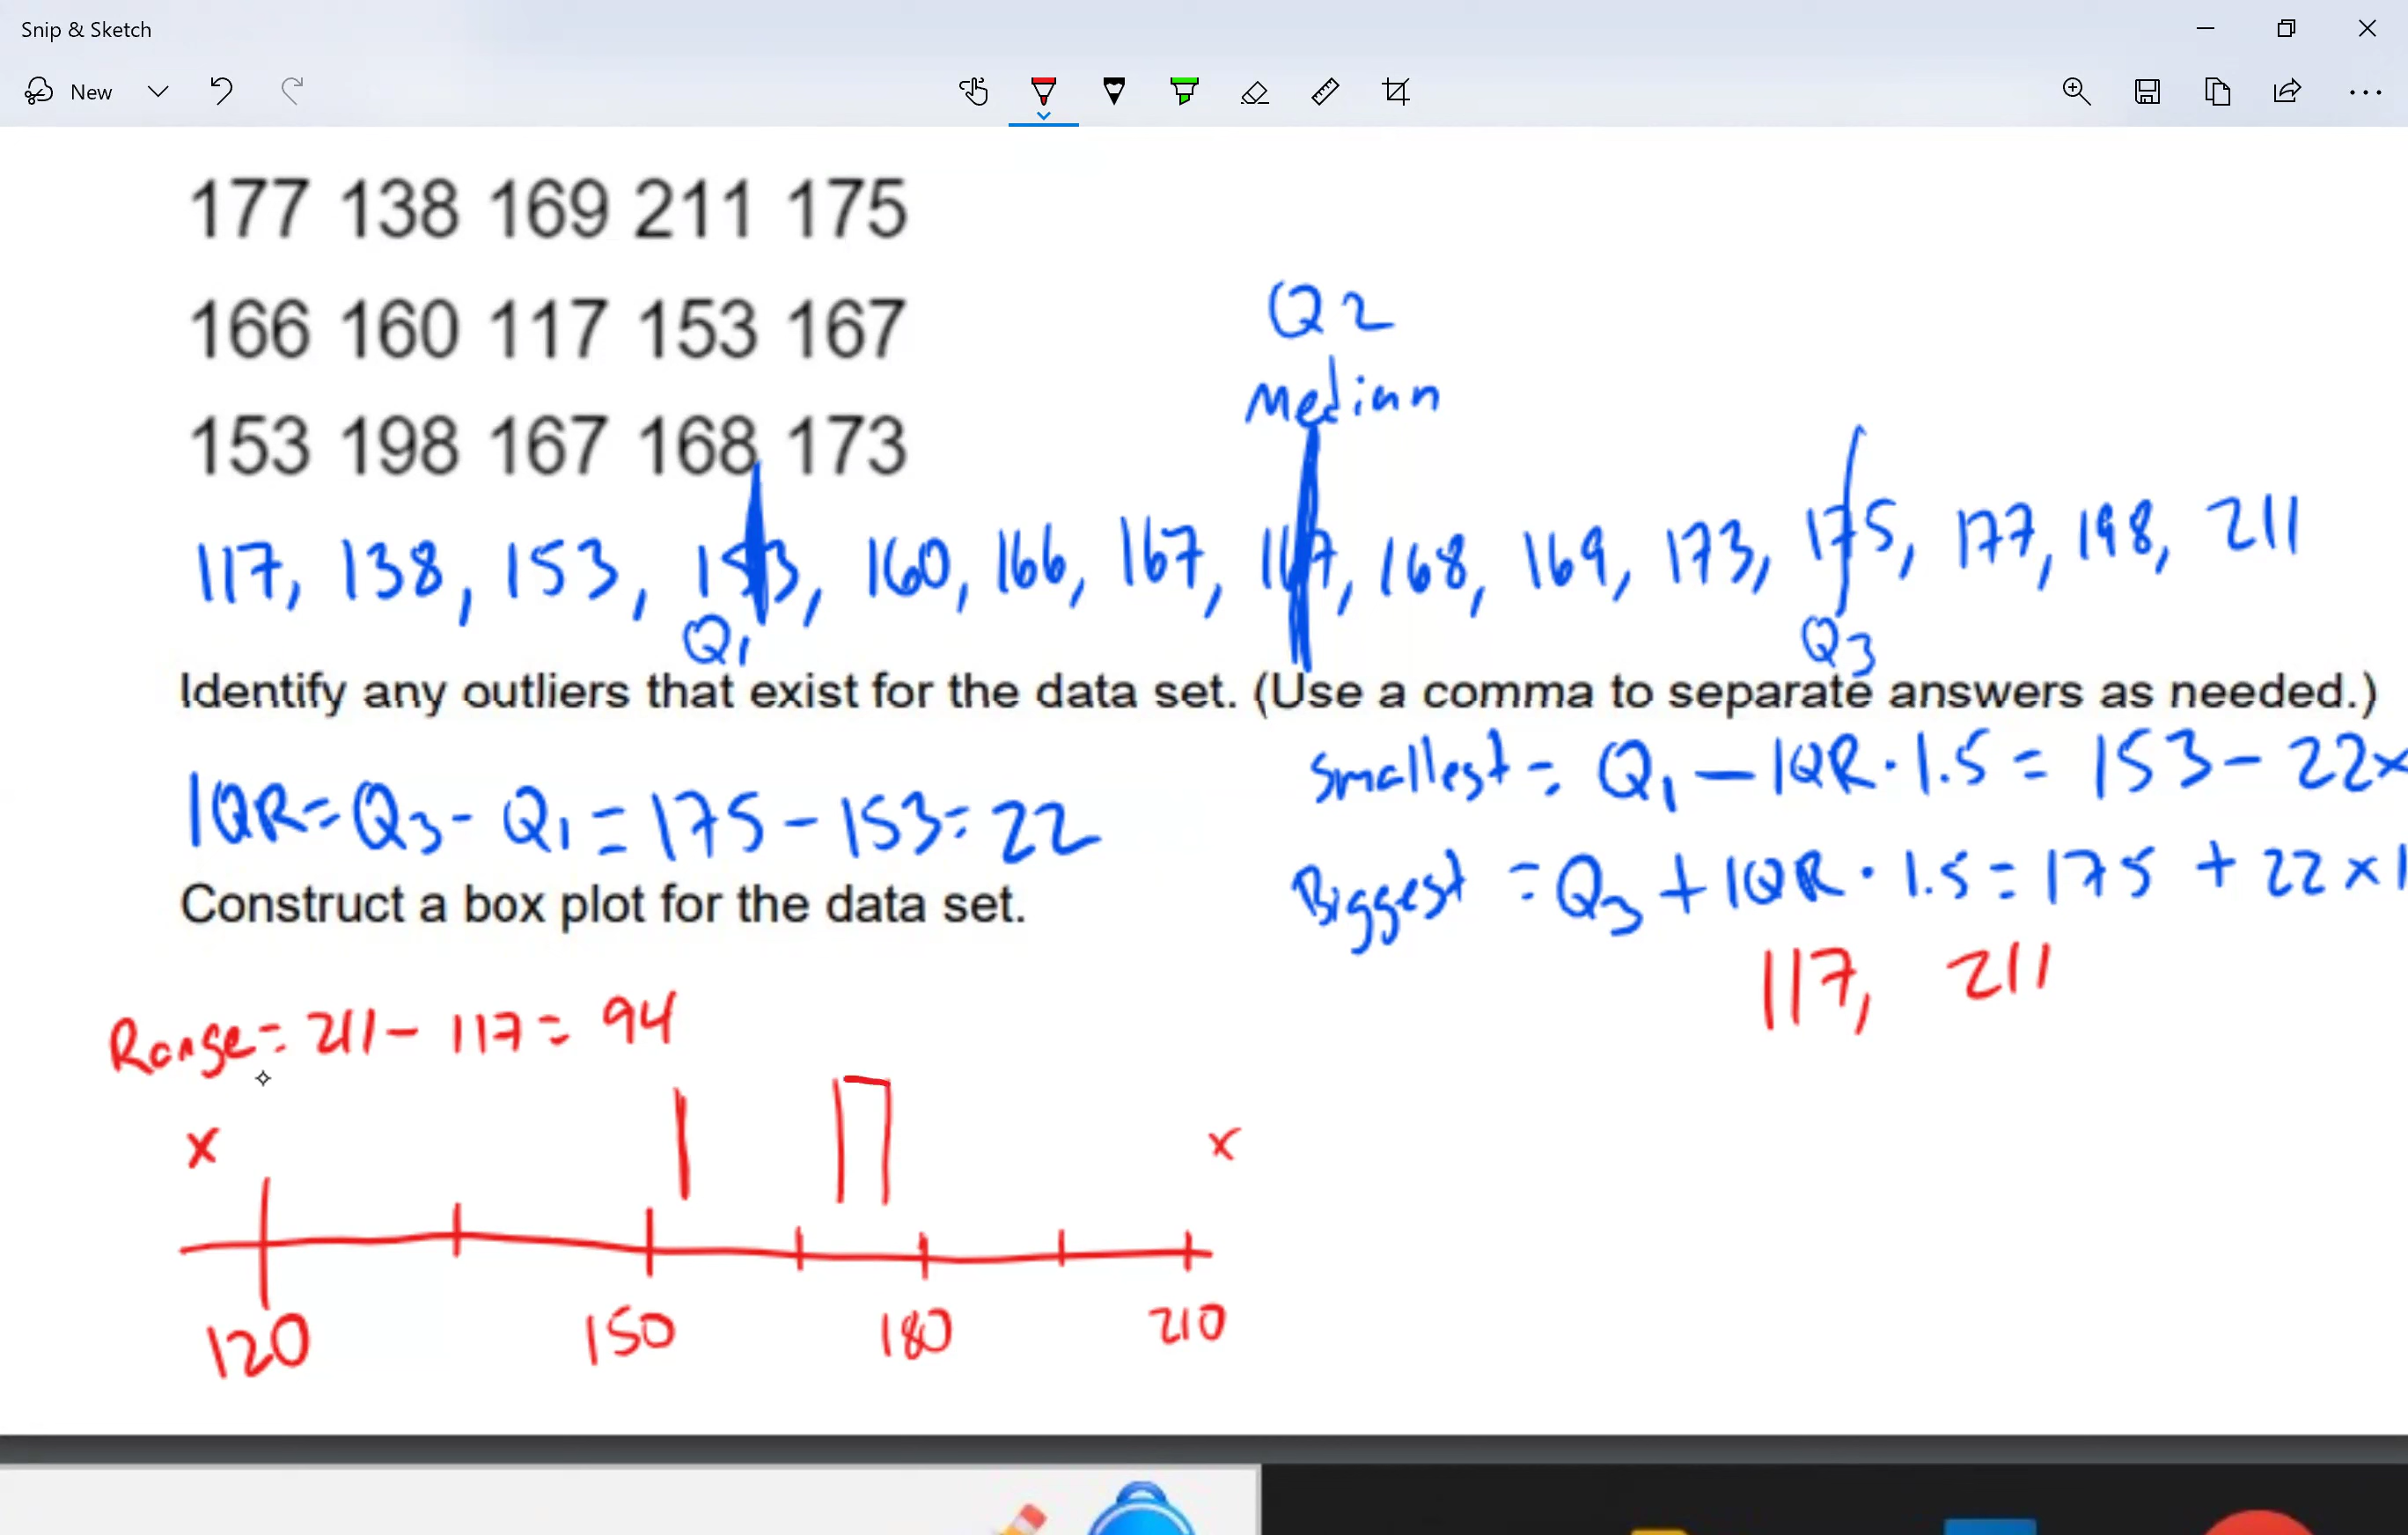 Snip & Sketch
New
177 138 169 211 175
166 160 117 153 167
153 198 167 168 173
Q2
Median
117, 138, 153, 153, 160, 166, 167, 167, 168, 169, 173, 175, 177, 198, 211
Q1
Q3
Identify any outliers that exist for the data set. (Use a comma to separate answers as needed.)
Smallest = Q1 — IQR · 1.5 = 153 - 22x
IQR = Q3 - Q1 = 175 - 153 = 22
Biggest = Q3 + IQR · 1.5 = 175 + 22 x 1
Construct a box plot for the data set.
117, 211
Range = 211 - 117 = 94
x x
120 150 180 210